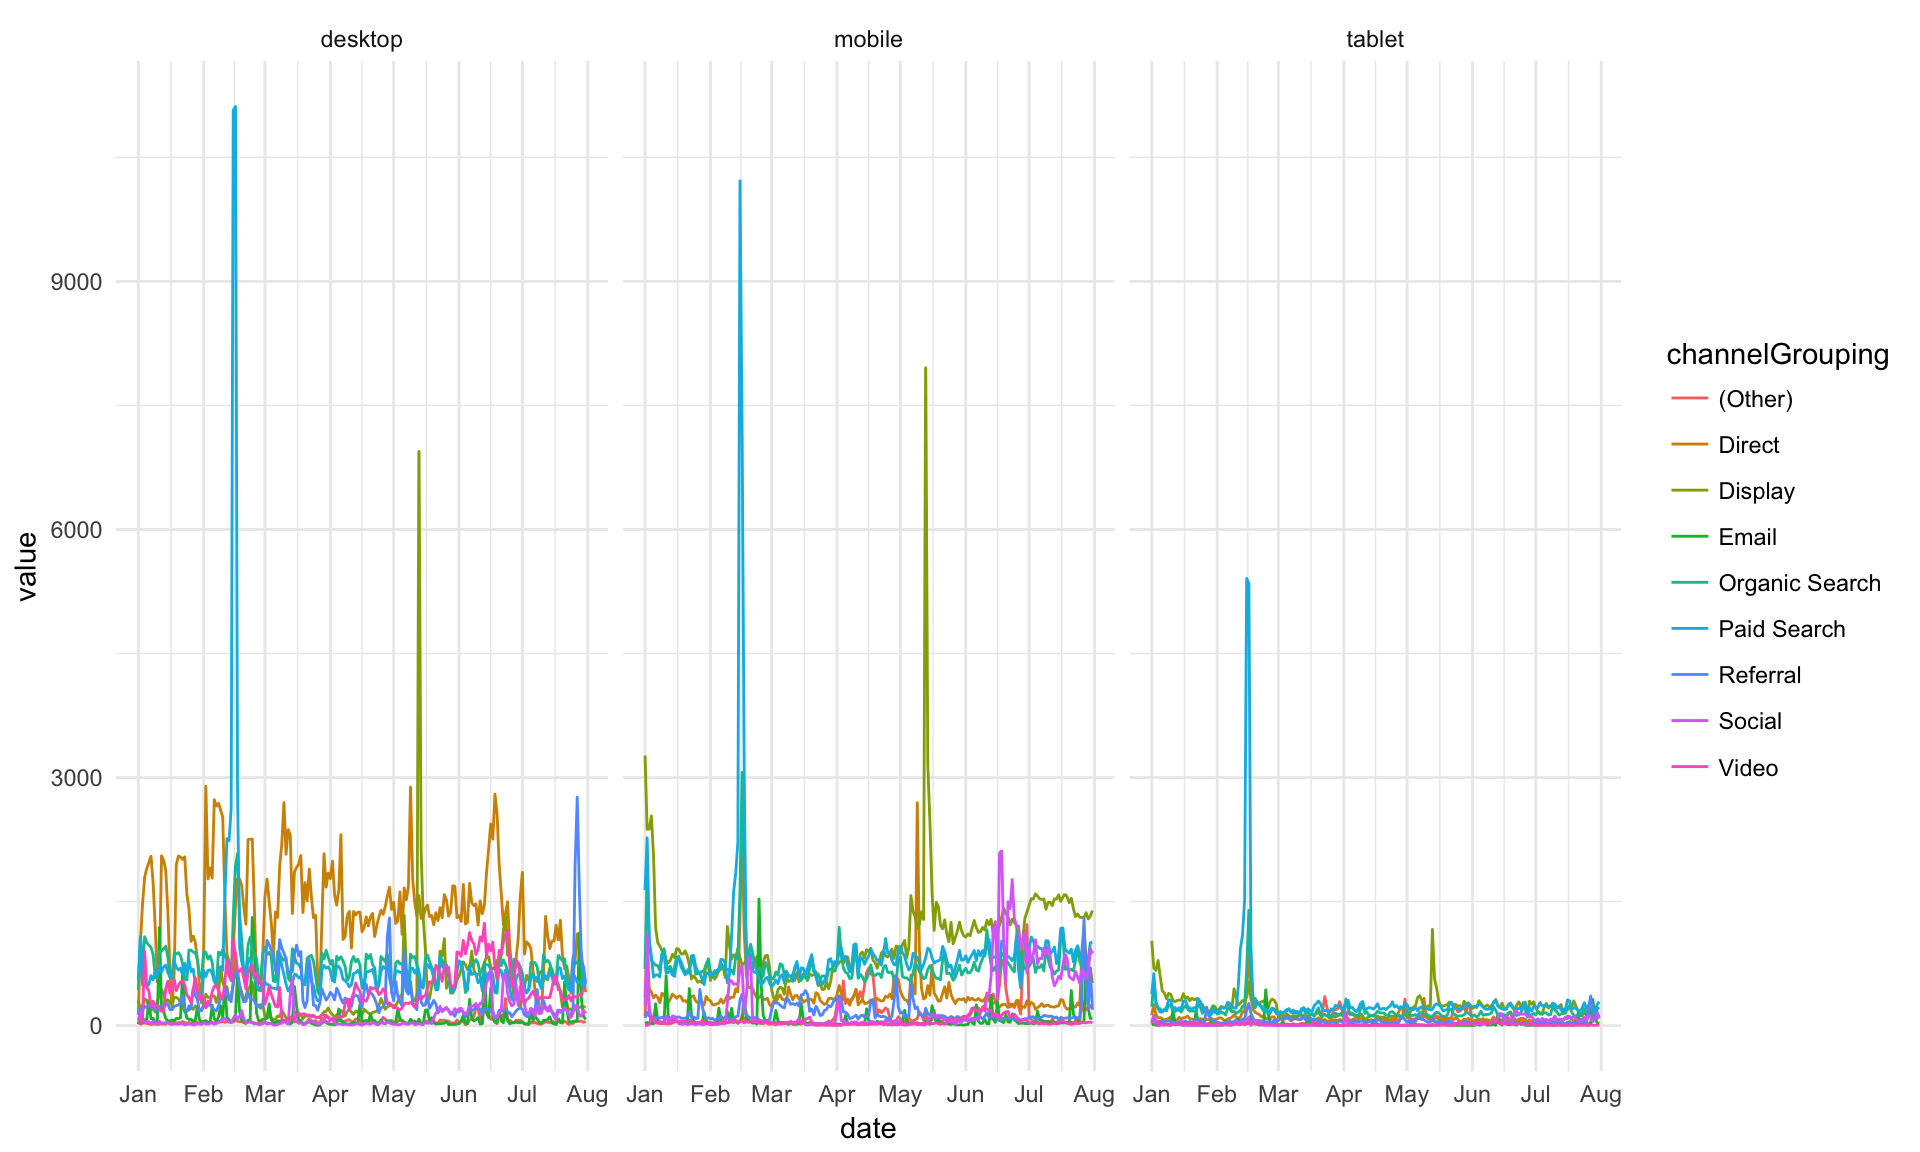 desktop mobile tablet
9000
6000
3000
0
value
Jan Feb Mar Apr May Jun Jul Aug Jan Feb Mar Apr May Jun Jul Aug Jan Feb Mar Apr May Jun Jul Aug
date
channelGrouping
(Other)
Direct
Display
Email
Organic Search
Paid Search
Referral
Social
Video